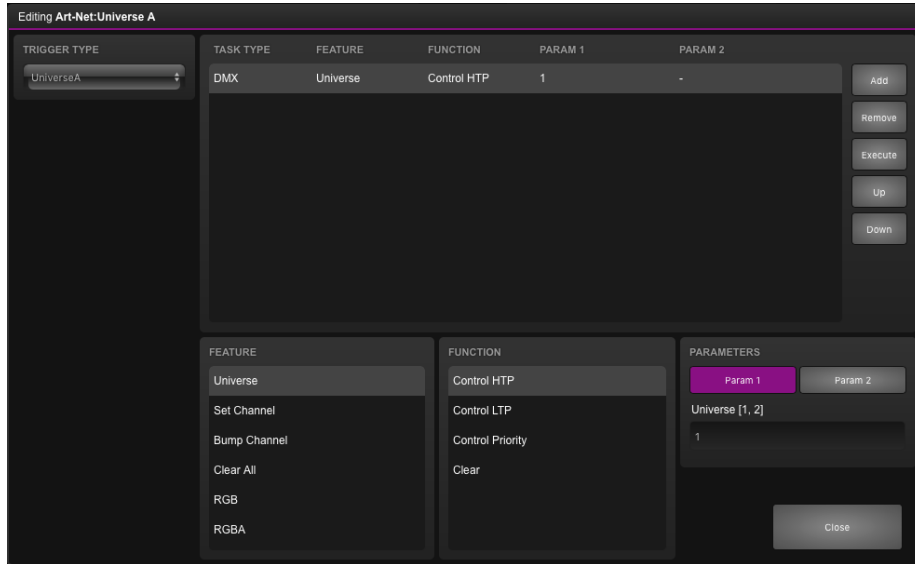 Editing Art-Net:Universe A
TRIGGER TYPE
UniverseA
TASK TYPE FEATURE FUNCTION PARAM 1 PARAM 2
DMX Universe Control HTP 1 -
Add
Remove
Execute
Up
Down
FEATURE
Universe
Set Channel
Bump Channel
Clear All
RGB
RGBA
FUNCTION
Control HTP
Control LTP
Control Priority
Clear
PARAMETERS
Param 1 Param 2
Universe [1, 2]
1
Close